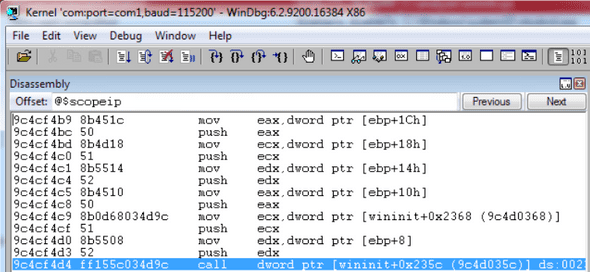 Kernel 'com:port=com1,baud=115200' - WinDbg:6.2.9200.16384 X86
File Edit View Debug Window Help
Disassembly
Offset: @$scopeip Previous Next
9c4cf4b9 8b451c mov eax,dword ptr [ebp+1Ch]
9c4cf4bc 50 push eax
9c4cf4bd 8b4d18 mov ecx,dword ptr [ebp+18h]
9c4cf4c0 51 push ecx
9c4cf4c1 8b5514 mov edx,dword ptr [ebp+14h]
9c4cf4c4 52 push edx
9c4cf4c5 8b4510 mov eax,dword ptr [ebp+10h]
9c4cf4c8 50 push eax
9c4cf4c9 8b0d68034d9c mov ecx,dword ptr [wininit+0x2368 (9c4d0368)]
9c4cf4cf 51 push ecx
9c4cf4d0 8b5508 mov edx,dword ptr [ebp+8]
9c4cf4d3 52 push edx
9c4cf4d4 ff155c034d9c call dword ptr [wininit+0x235c (9c4d035c)] ds:002